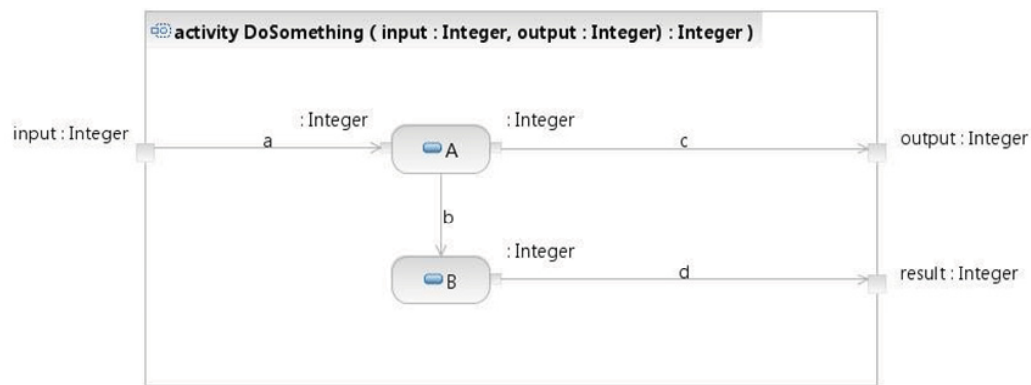 activity DoSomething ( input : Integer, output : Integer) : Integer )
: Integer
: Integer
input : Integer
a
A
c
output : Integer
b
: Integer
B
d
result : Integer